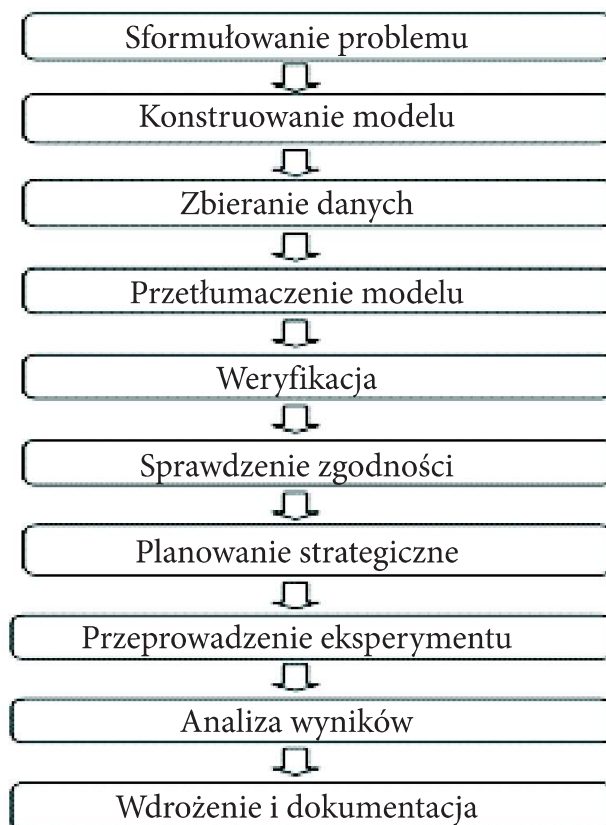 Sformułowanie problemu
Konstruowanie modelu
Zbieranie danych
Przetłumaczenie modelu
Weryfikacja
Sprawdzenie zgodności
Planowanie strategiczne
Przeprowadzenie eksperymentu
Analiza wyników
Wdrożenie i dokumentacja